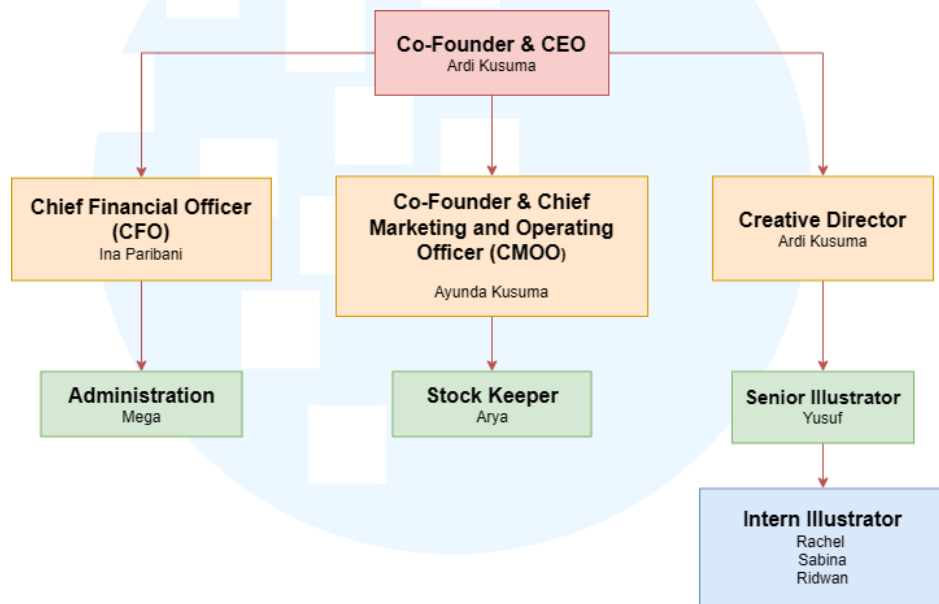 Co-Founder & CEO
Ardi Kusuma
Chief Financial Officer
(CFO)
Ina Paribani
Co-Founder & Chief
Marketing and Operating
Officer (CMOO)
Ayunda Kusuma
Creative Director
Ardi Kusuma
Administration
Mega
Stock Keeper
Arya
Senior Illustrator
Yusuf
Intern Illustrator
Rachel
Sabina
Ridwan